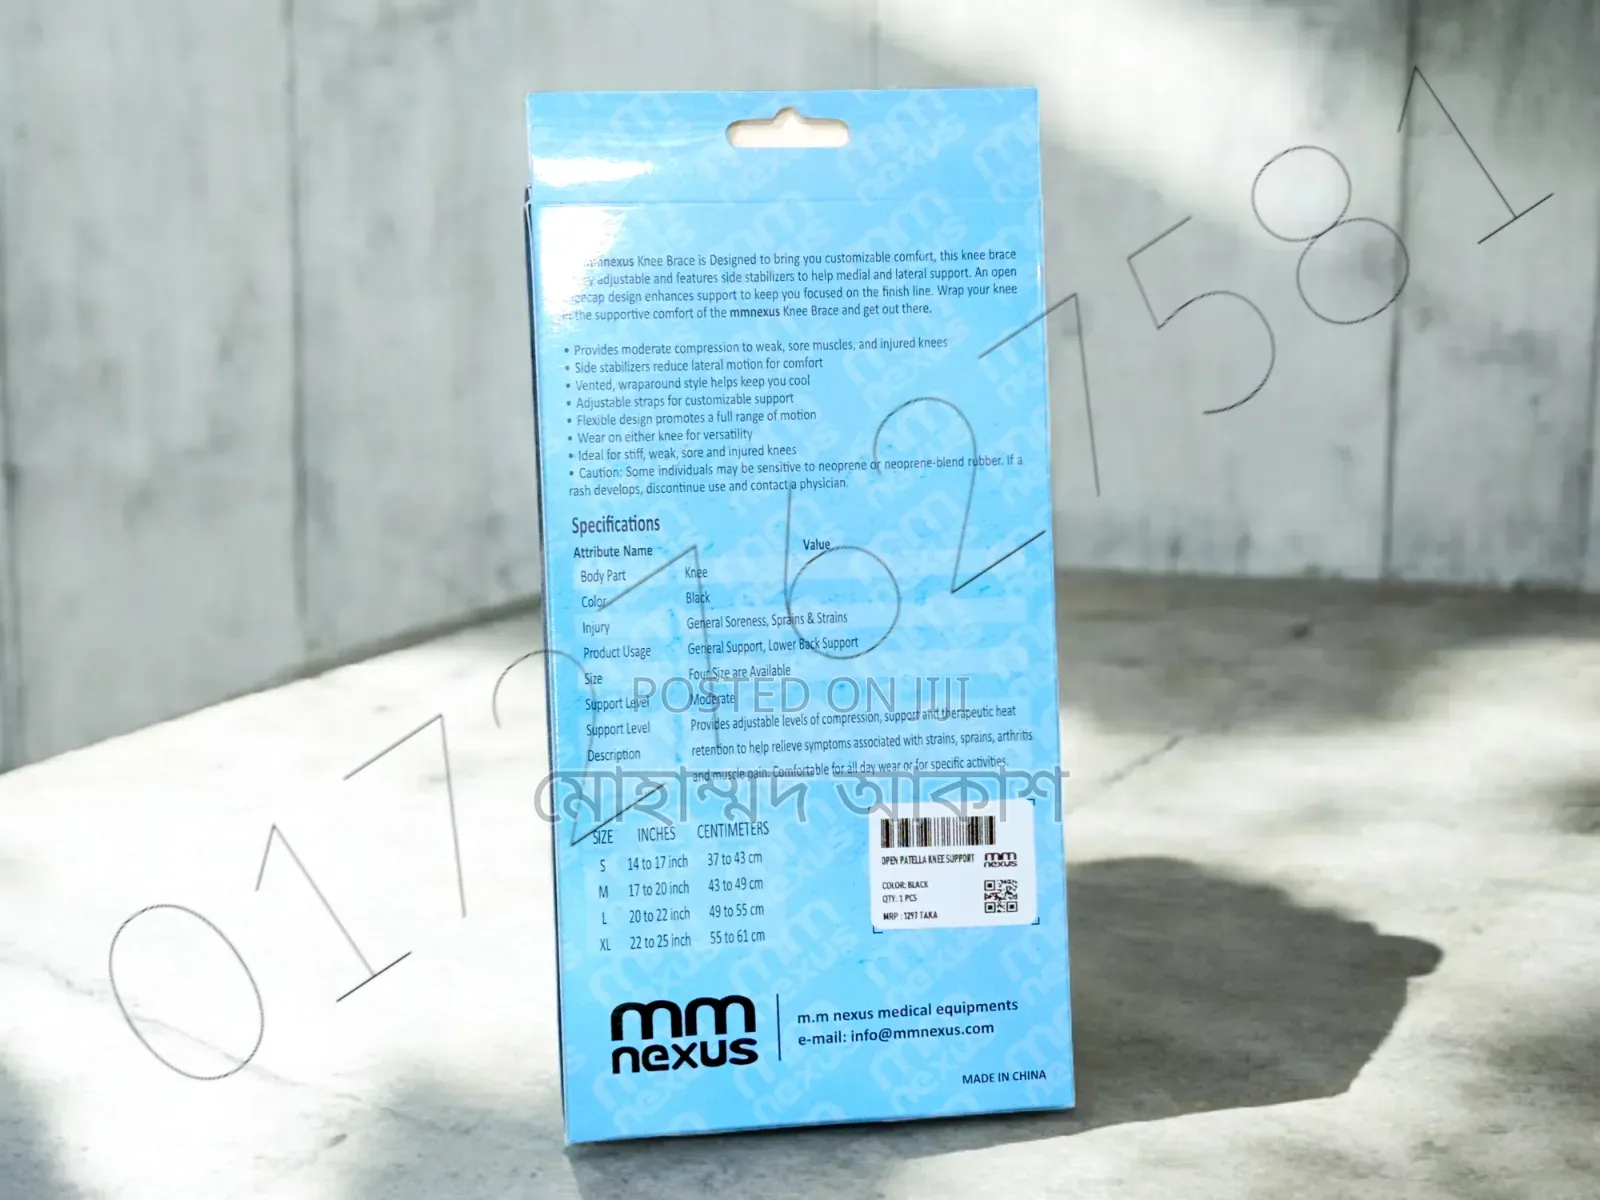 mmnexus Knee Brace is Designed to bring you customizable comfort, this knee brace
adjustable and features side stabilizers to help medial and lateral support. An open
design enhances support to keep you focused on the finish line. Wrap your knee
the supportive comfort of the mmnexus Knee Brace and get out there.
• Provides moderate compression to weak, sore muscles, and injured knees
• Side stabilizers reduce lateral motion for comfort
• Vented, wraparound style helps keep you cool
• Adjustable straps for customizable support
• Flexible design promotes a full range of motion
• Wear on either knee for versatility
• Ideal for stiff, weak, sore and injured knees
• Caution: Some individuals may be sensitive to neoprene or neoprene-blend rubber. If a
rash develops, discontinue use and contact a physician.
Specifications
Attribute Name Value
Body Part Knee
Color Black
Injury General Soreness, Sprains & Strains
Product Usage General Support, Lower Back Support
Size Four Size are Available
Support Level Moderate
Support Level Provides adjustable levels of compression, support and therapeutic heat
Description retention to help relieve symptoms associated with strains, sprains, arthritis
and muscle pain. Comfortable for all day wear or for specific activities.
POSTED ON JIJI
মোহাম্মদ আকাশ
01727627581
SIZE INCHES CENTIMETERS
S 14 to 17 inch 37 to 43 cm
M 17 to 20 inch 43 to 49 cm
L 20 to 22 inch 49 to 55 cm
XL 22 to 25 inch 55 to 61 cm
OPEN PATELLA KNEE SUPPORT mm nexus
COLOR: BLACK
QTY: 1 PCS
MRP : 1297 TAKA
mm
nexus
m.m nexus medical equipments
e-mail: info@mmnexus.com
MADE IN CHINA